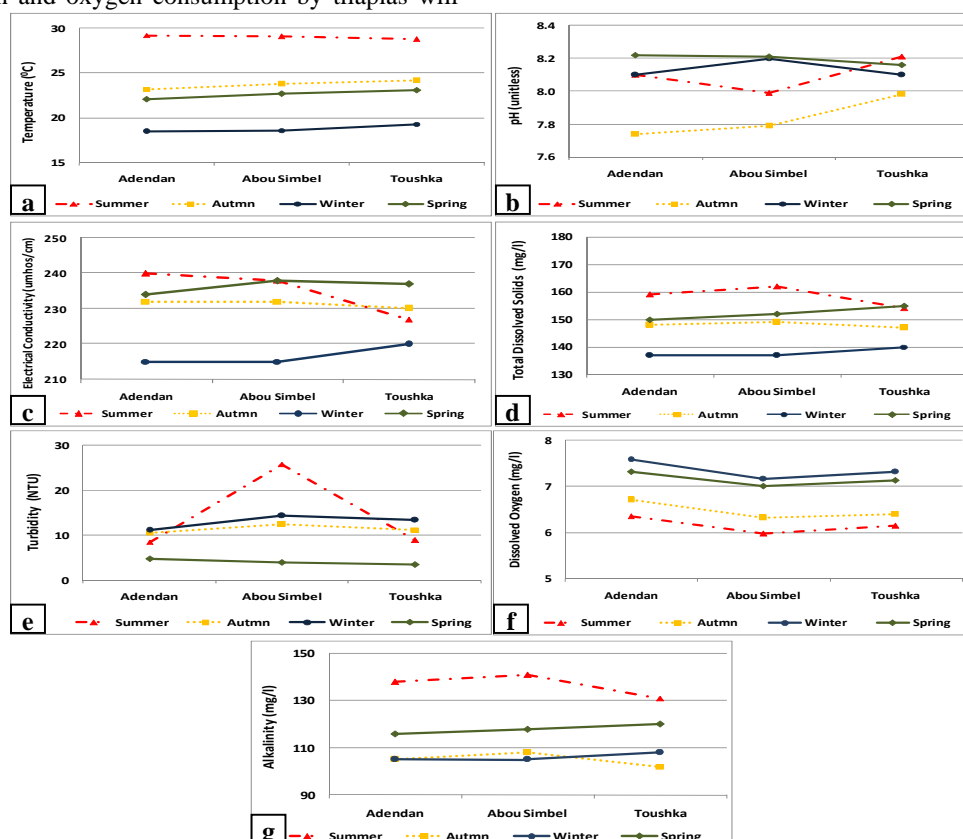 and oxygen consumption by tilapias will
30
25
20
15
Temperature (⁰C)
Adendan Abou Simbel Toushka
a
Summer Autmn Winter Spring
8.4
8.2
8.0
7.8
7.6
pH (unitless)
Adendan Abou Simbel Toushka
b
Summer Autmn Winter Spring
250
240
230
220
210
Electrical Conductivity (umhos/cm)
Adendan Abou Simbel Toushka
c
Summer Autmn Winter Spring
180
170
160
150
140
130
Total Dissolved Solids (mg/l)
Adendan Abou Simbel Toushka
d
Summer Autmn Winter Spring
30
20
10
0
Turidity (NTU)
Adendan Abou Simbel Toushka
e
Summer Autmn Winter Spring
8
7
6
5
Dissolved Oxygen (mg/l)
Adendan Abou Simbel Toushka
f
Summer Autmn Winter Spring
150
130
110
90
Alkalinity (mg/l)
Adendan Abou Simbel Toushka
g
Summer Autmn Winter Spring